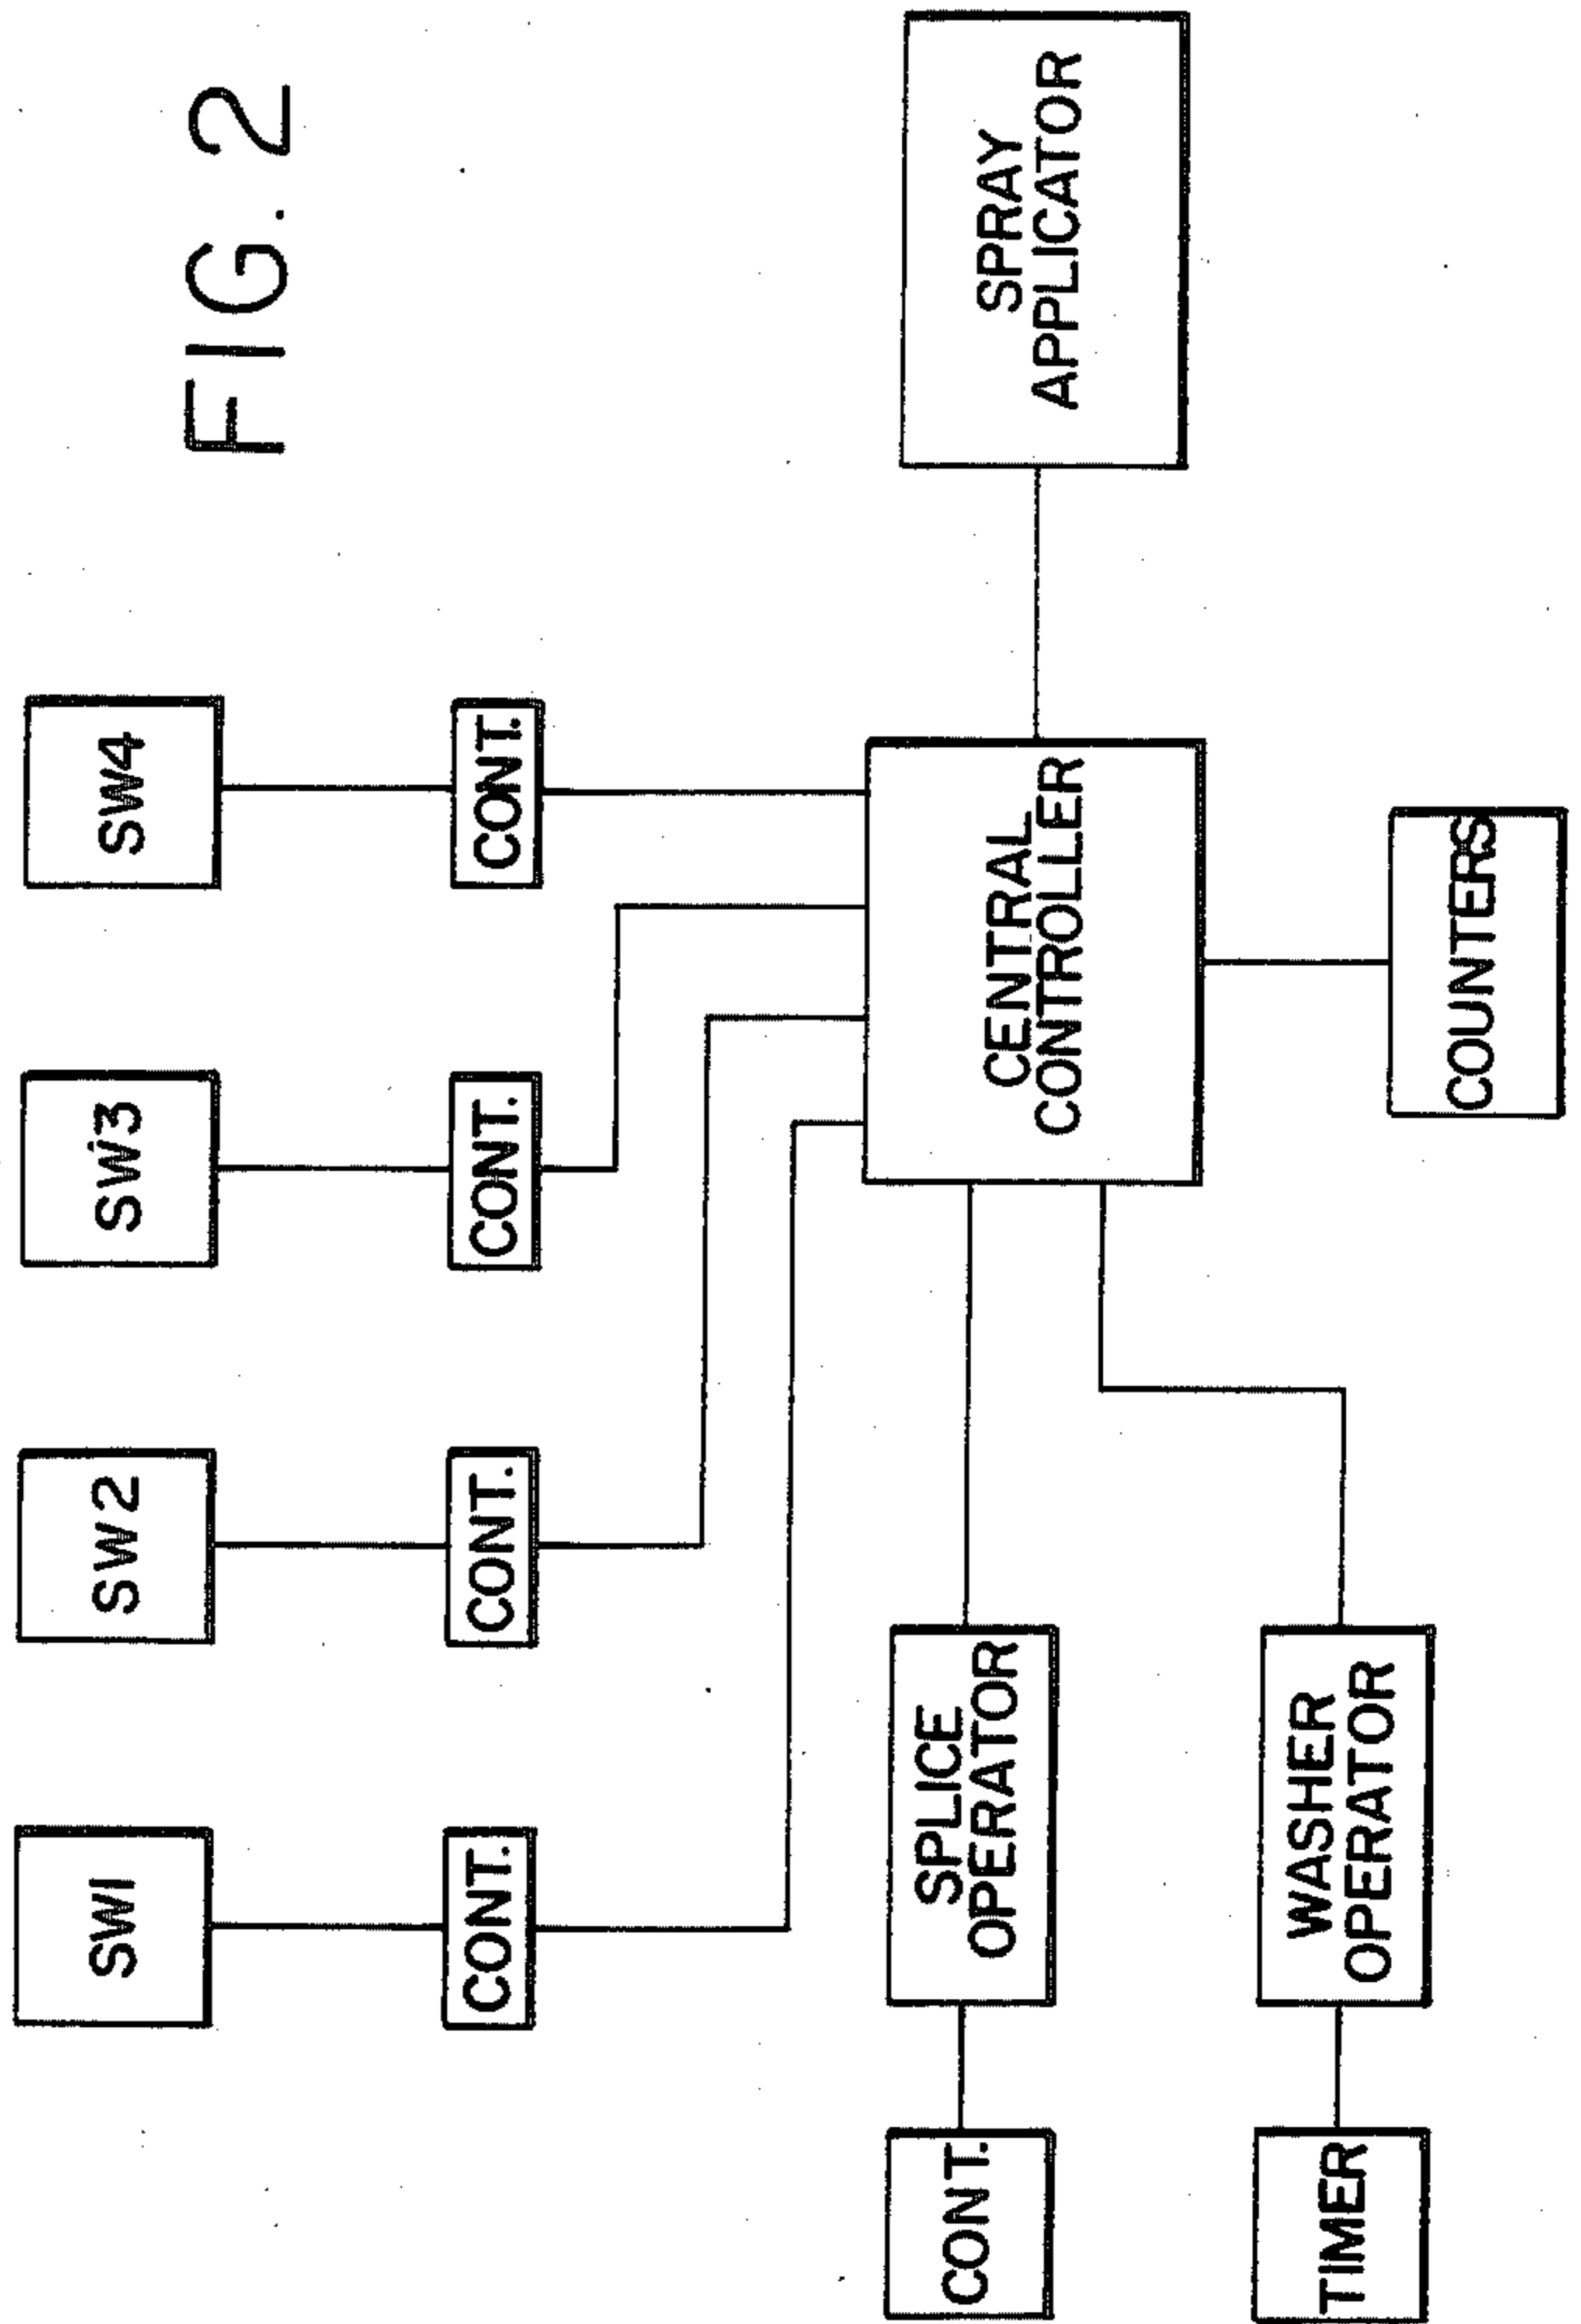 FIG. 2
SW1
SW2
SW3
SW4
CONT.
CONT.
CONT.
CONT.
CONT.
SPLICE
OPERATOR
CENTRAL
CONTROLLER
SPRAY
APPLICATOR
TIMER
WASHER
OPERATOR
COUNTERS